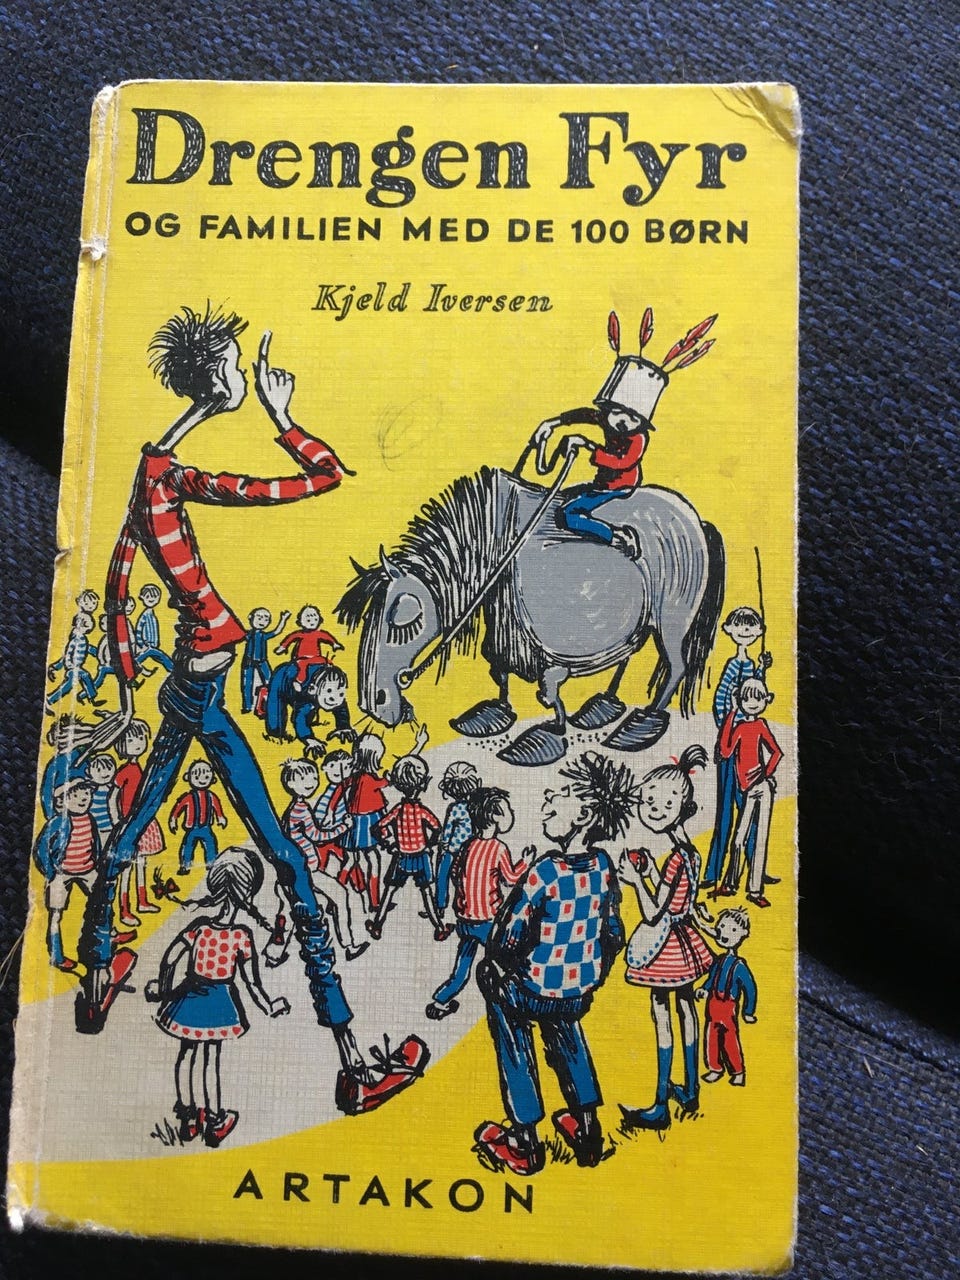 Drengen Fyr
OG FAMILIEN MED DE 100 BØRN
Kjeld Iversen
ARTAKON